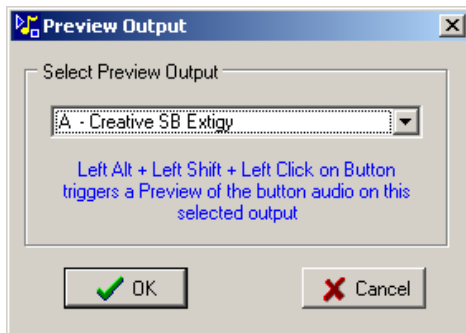 Preview Output
Select Preview Output
A - Creative SB Extigy
Left Alt + Left Shift + Left Click on Button
triggers a Preview of the button audio on this
selected output
OK
Cancel